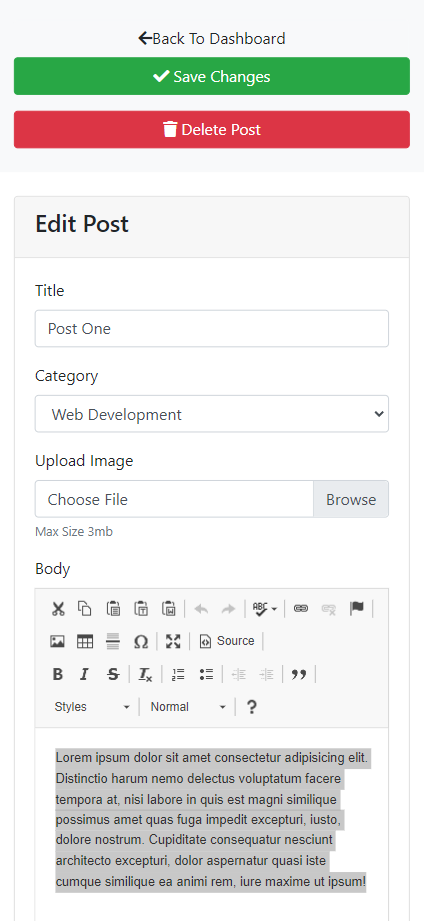 Back To Dashboard
Save Changes
Delete Post
Edit Post
Title
Post One
Category
Web Development
Upload Image
Choose File Browse
Max Size 3mb
Body
ABC
Source
B I S Tx
Styles Normal ?
Lorem ipsum dolor sit amet consectetur adipisicing elit.
Distinctio harum nemo delectus voluptatum facere
tempora at, nisi labore in quis est magni similique
possimus amet quas fuga impedit excepturi, iusto,
dolore nostrum. Cupiditate consequatur nesciunt
architecto excepturi, dolor aspernatur quasi iste
cumque similique ea animi rem, iure maxime ut ipsum!